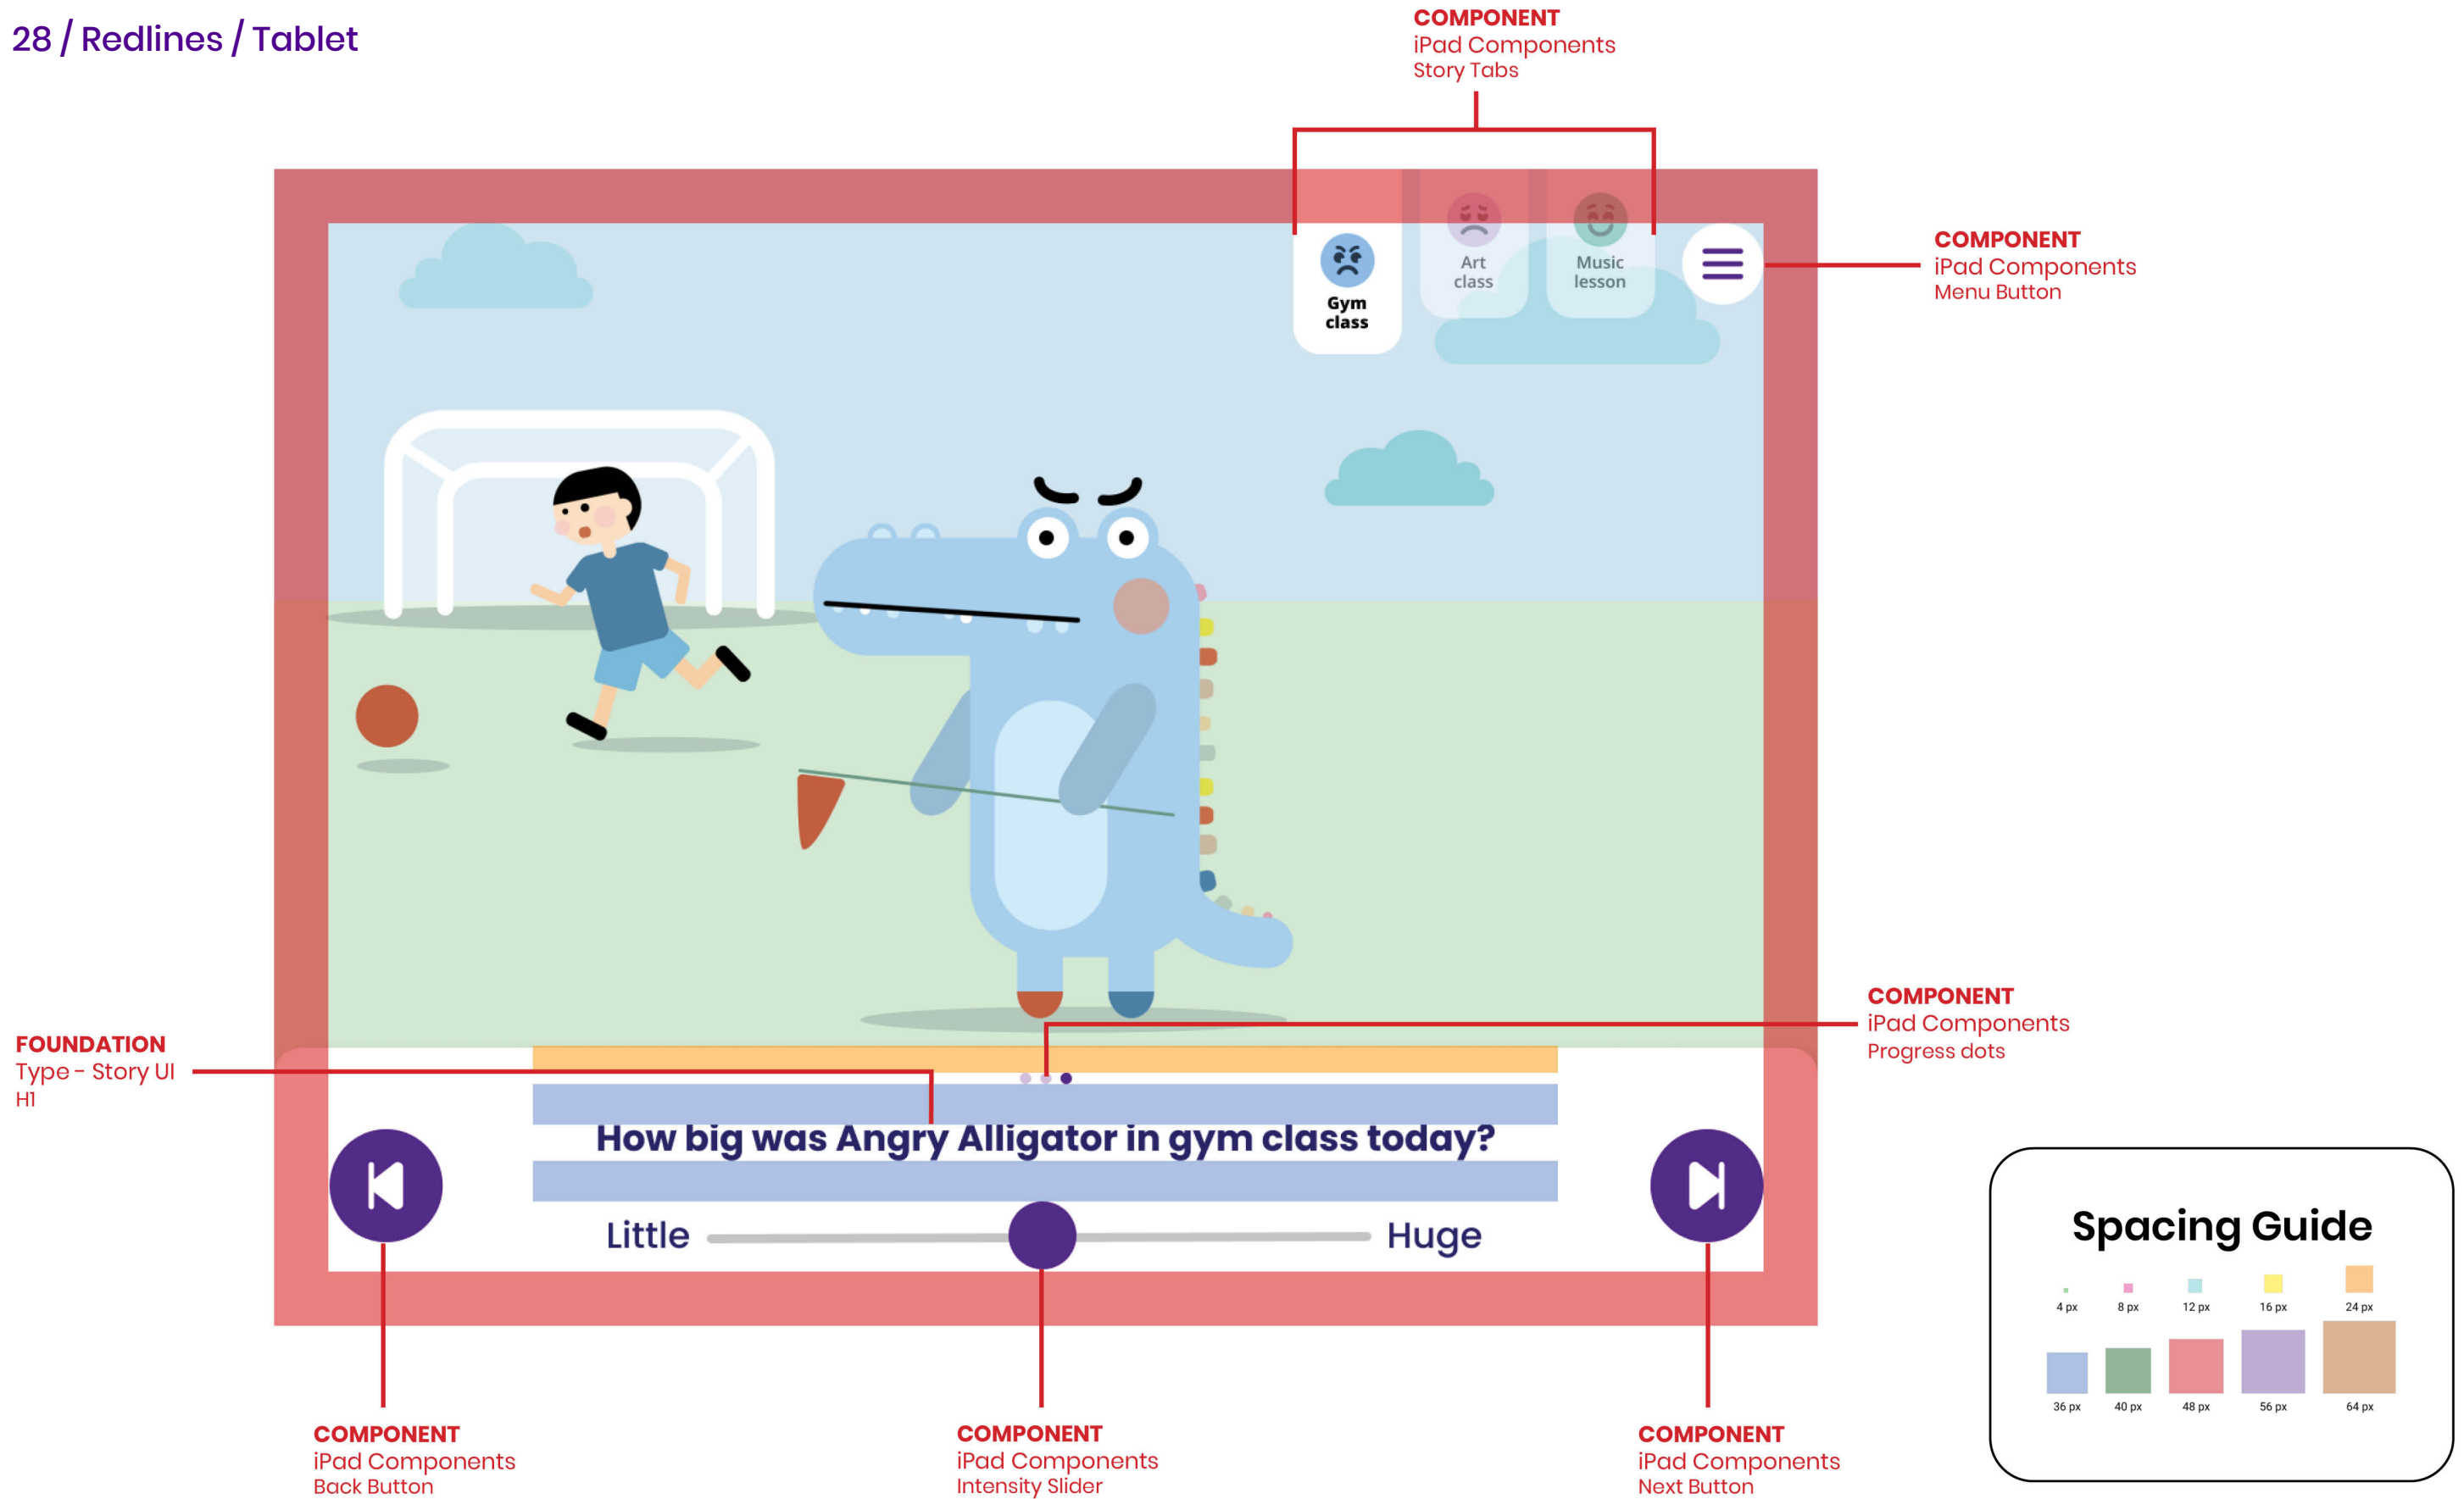 28 / Redlines / Tablet
COMPONENT
iPad Components
Story Tabs
COMPONENT
iPad Components
Menu Button
Gym
class
Art
class
Music
lesson
COMPONENT
iPad Components
Progress dots
FOUNDATION
Type - Story UI
H1
How big was Angry Alligator in gym class today?
Little
Huge
COMPONENT
iPad Components
Back Button
COMPONENT
iPad Components
Intensity Slider
COMPONENT
iPad Components
Next Button
Spacing Guide
4 px
8 px
12 px
16 px
24 px
36 px
40 px
48 px
56 px
64 px